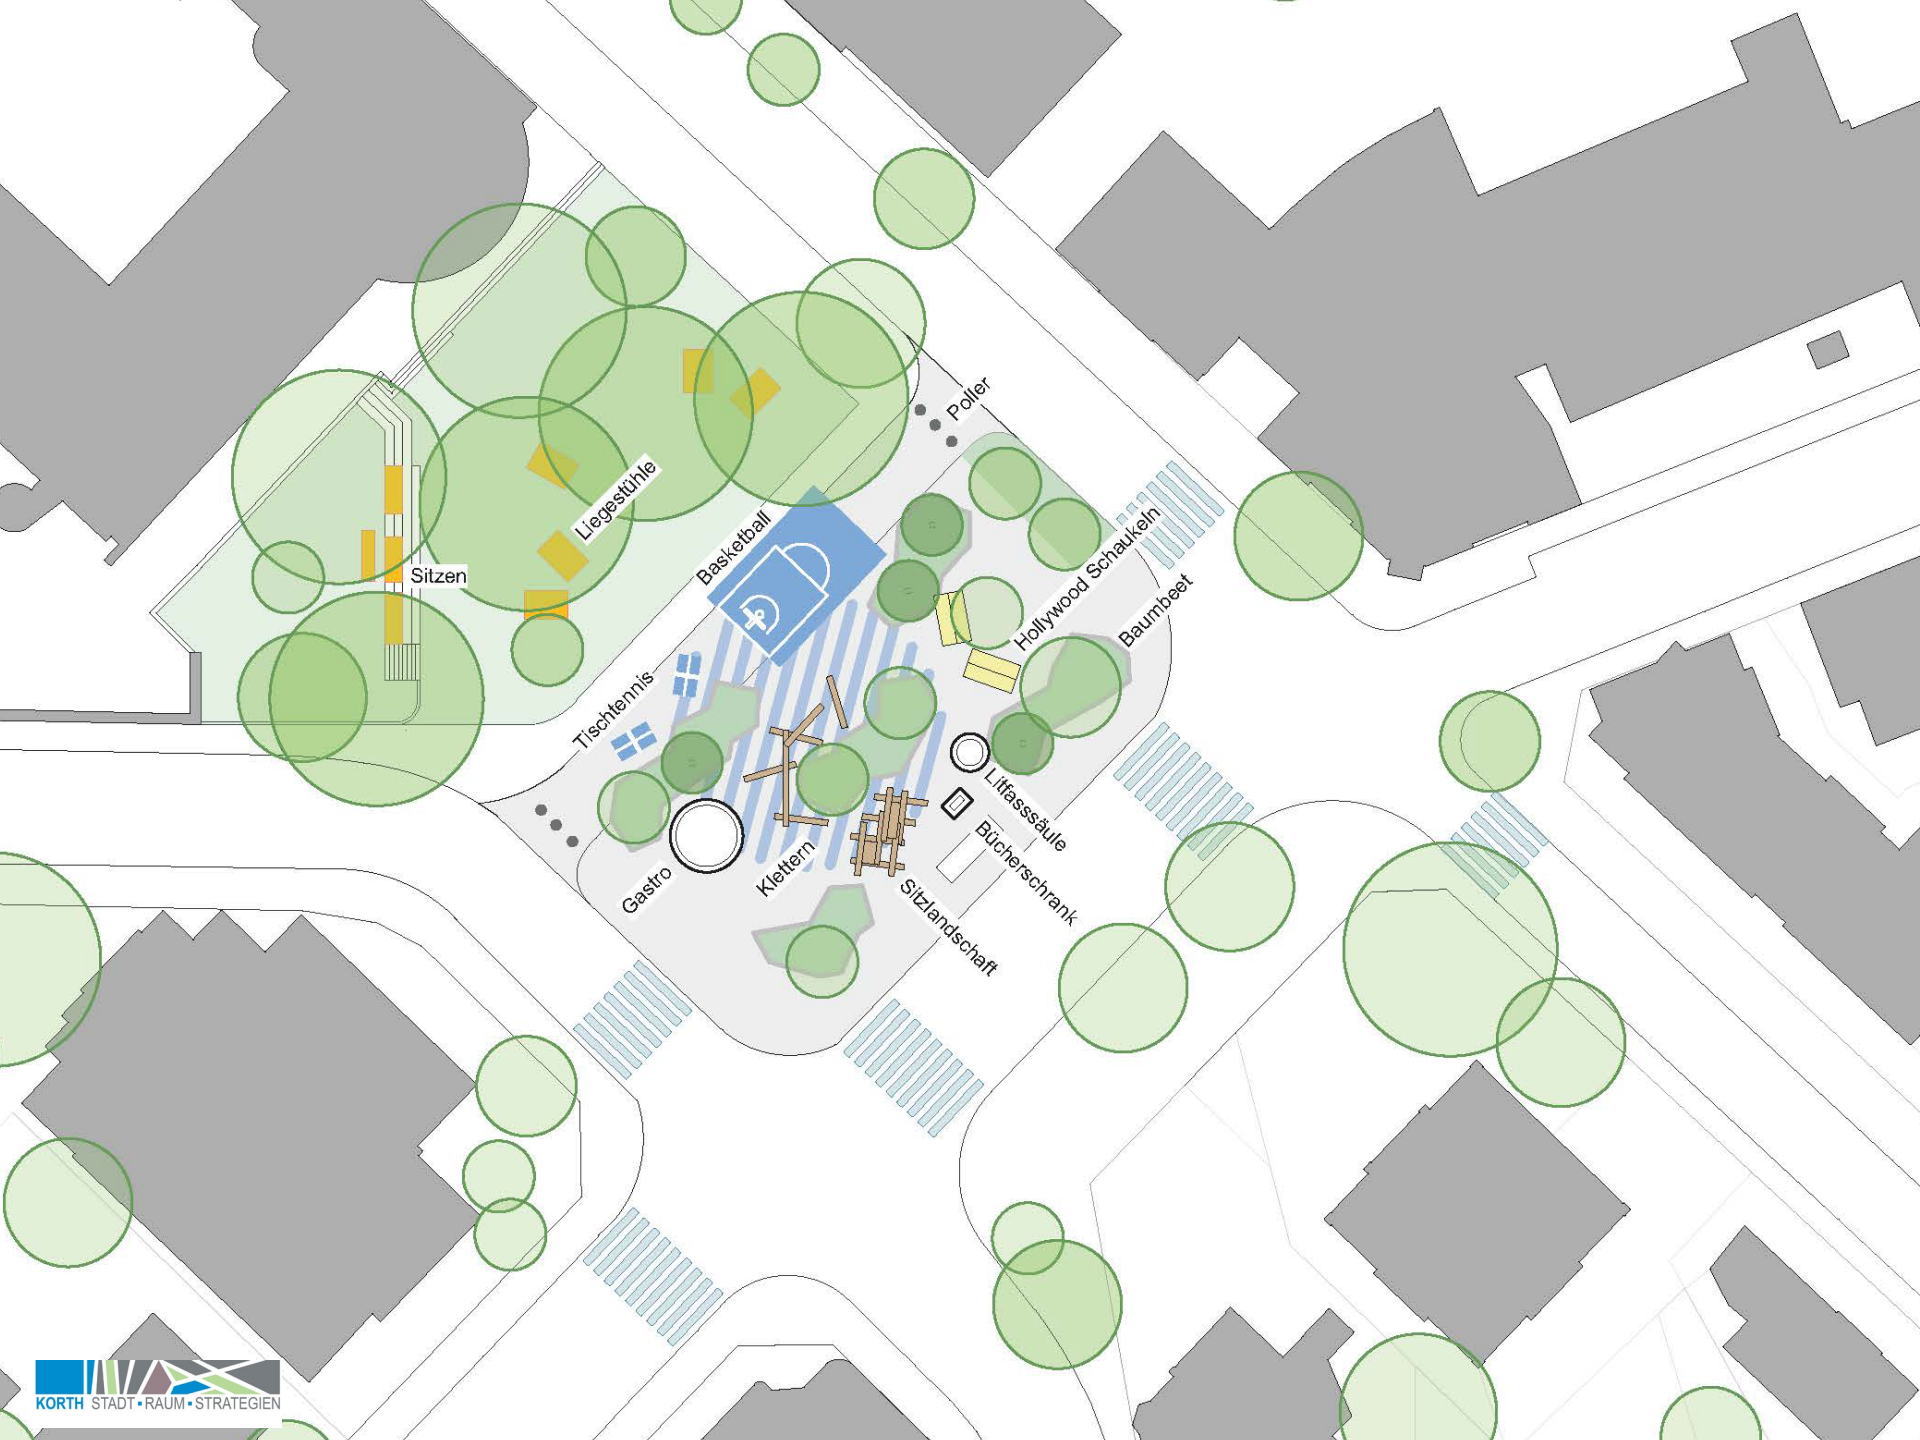 Poller
Liegestühle
Basketball
Sitzen
Hollywood Schaukeln
Baumbeet
Tischtennis
Litfasssäule
Bücherschrank
Klettern
Gastro
Sitzlandschaft
KORTH STADT▪RAUM▪STRATEGIEN